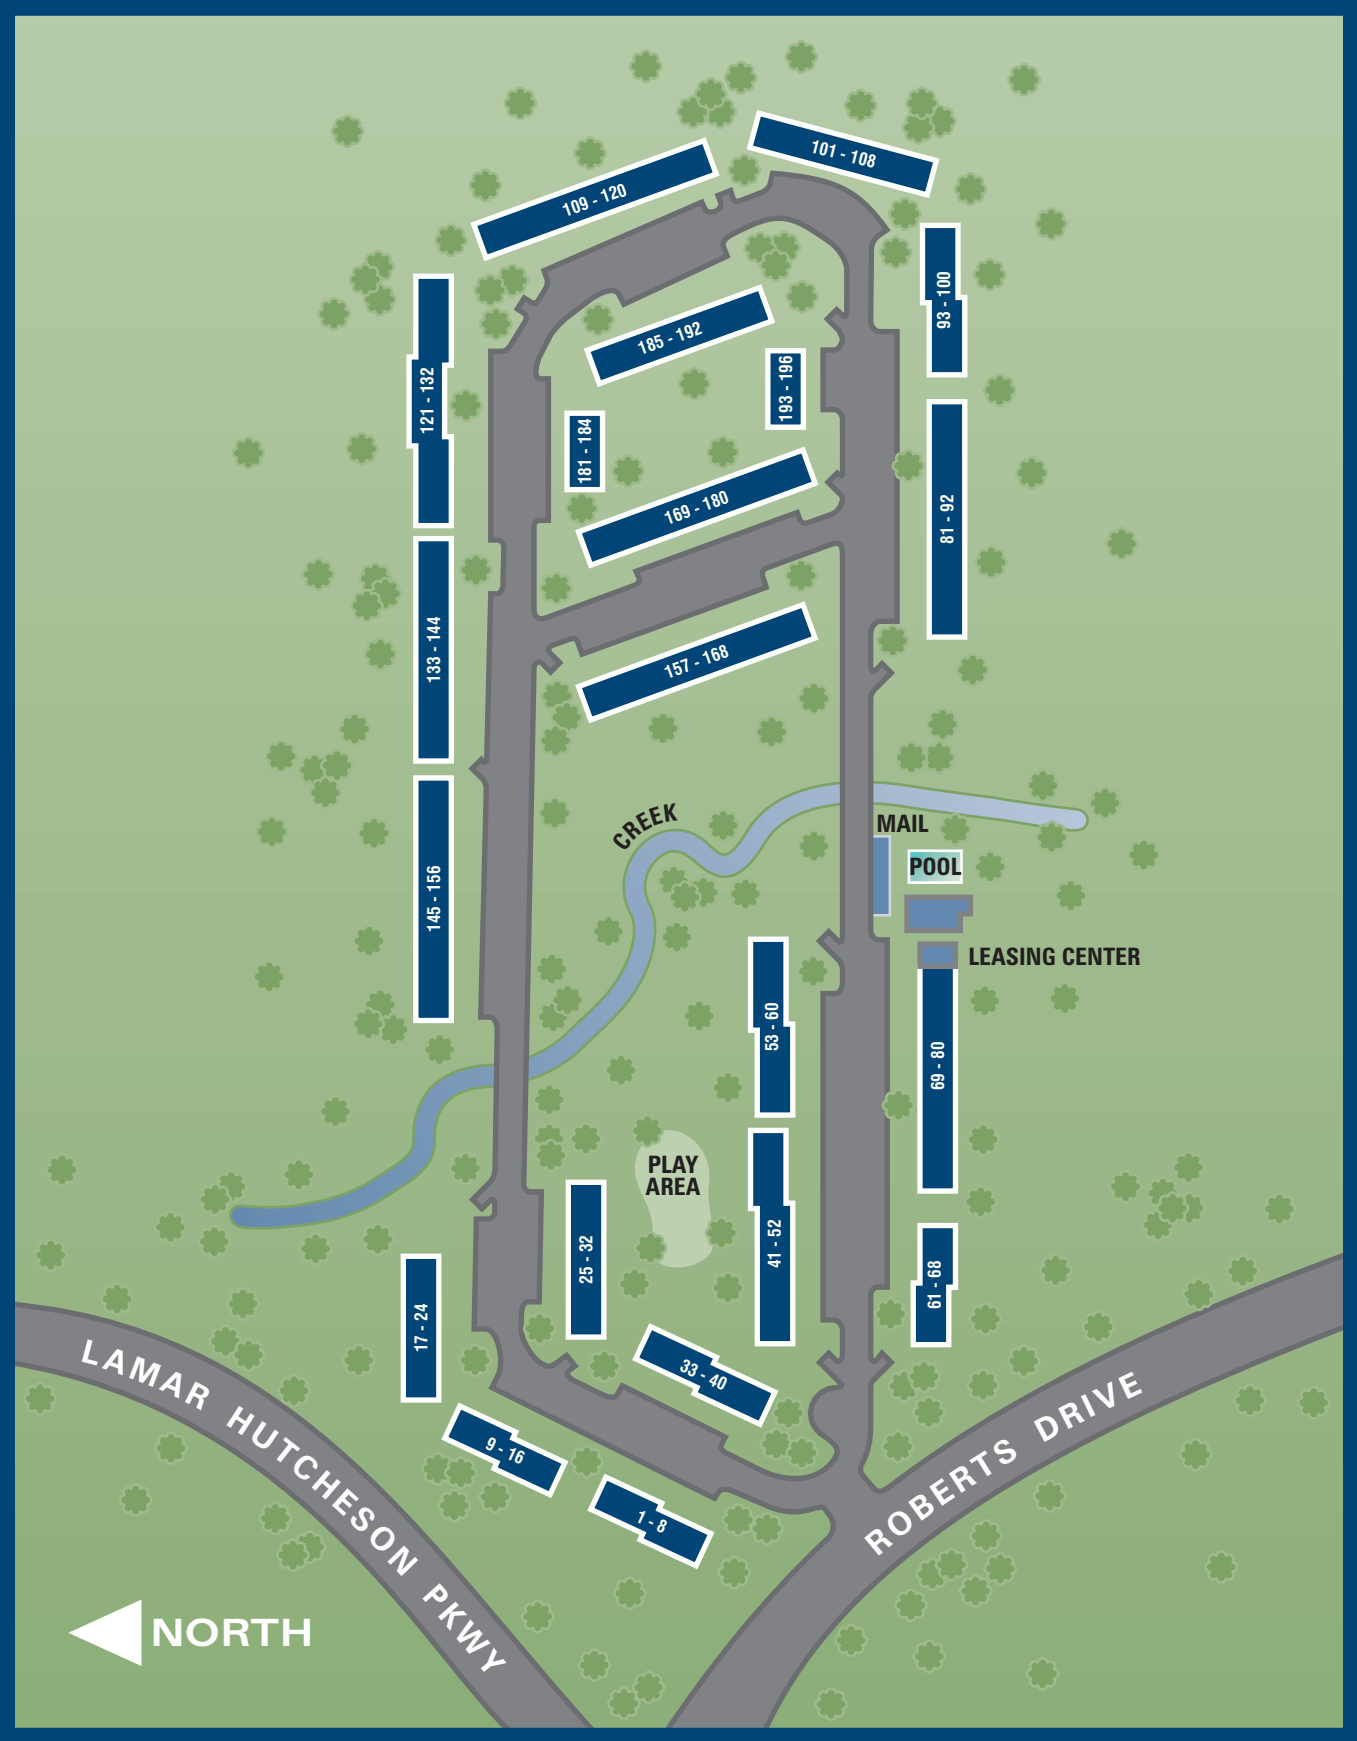 101 - 108
109 - 120
93 - 100
185 - 192
193 - 196
121 - 132
181 - 184
169 - 180
81 - 92
133 - 144
157 - 168
CREEK
MAIL
POOL
145 - 156
LEASING CENTER
53 - 60
69 - 80
PLAY
AREA
25 - 32
41 - 52
61 - 68
17 - 24
33 - 40
9 - 16
1 - 8
LAMAR HUTCHESON PKWY
ROBERTS DRIVE
NORTH